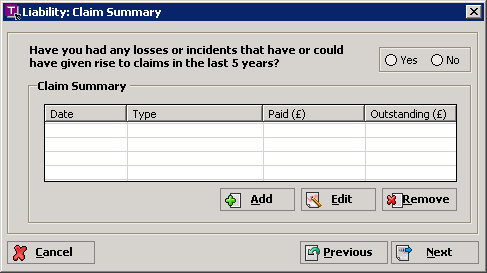 Liability: Claim Summary
Have you had any losses or incidents that have or could
have given rise to claims in the last 5 years?
Yes No
Claim Summary
Date Type Paid (£) Outstanding (£)
Add Edit Remove
Cancel Previous Next